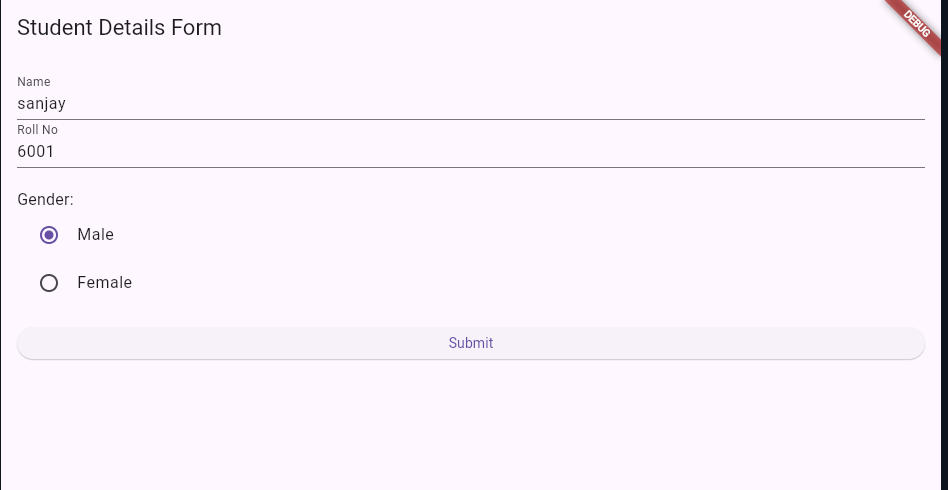 Student Details Form
DEBUG
Name
sanjay
Roll No
6001
Gender:
Male
Female
Submit